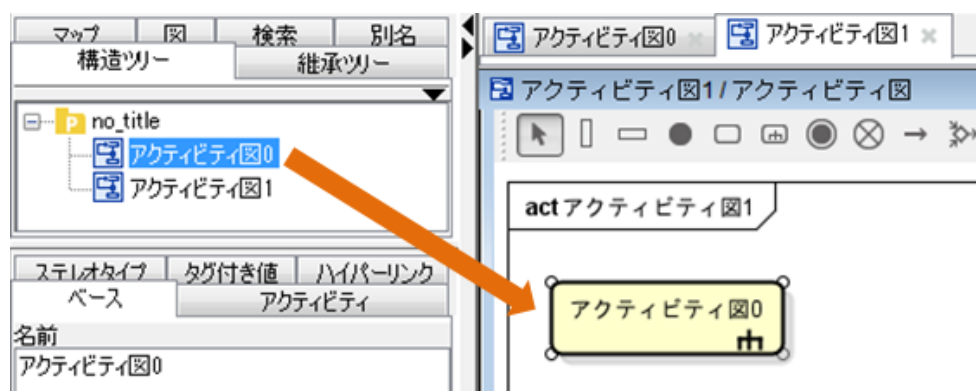 マップ 図 検索 別名
構造ツリー 継承ツリー
no_title
アクティビティ図0
アクティビティ図1
ステレオタイプ タグ付き値 ハイパーリンク
ベース アクティビティ
名前
アクティビティ図0
アクティビティ図0 アクティビティ図1
アクティビティ図1 / アクティビティ図
act アクティビティ図1
アクティビティ図0